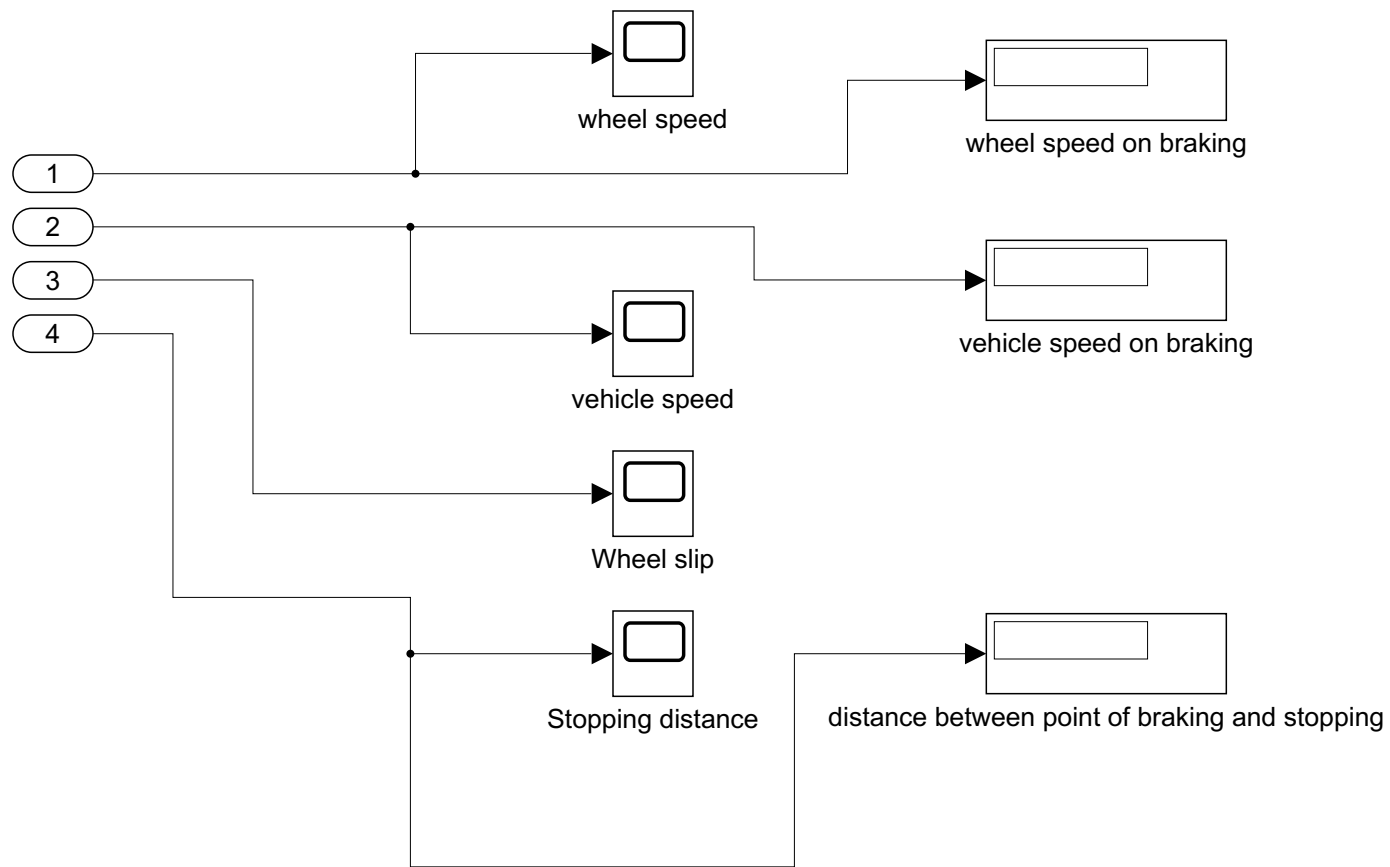 wheel speed
wheel speed on braking
1
2
3
4
vehicle speed on braking
vehicle speed
Wheel slip
Stopping distance
distance between point of braking and stopping